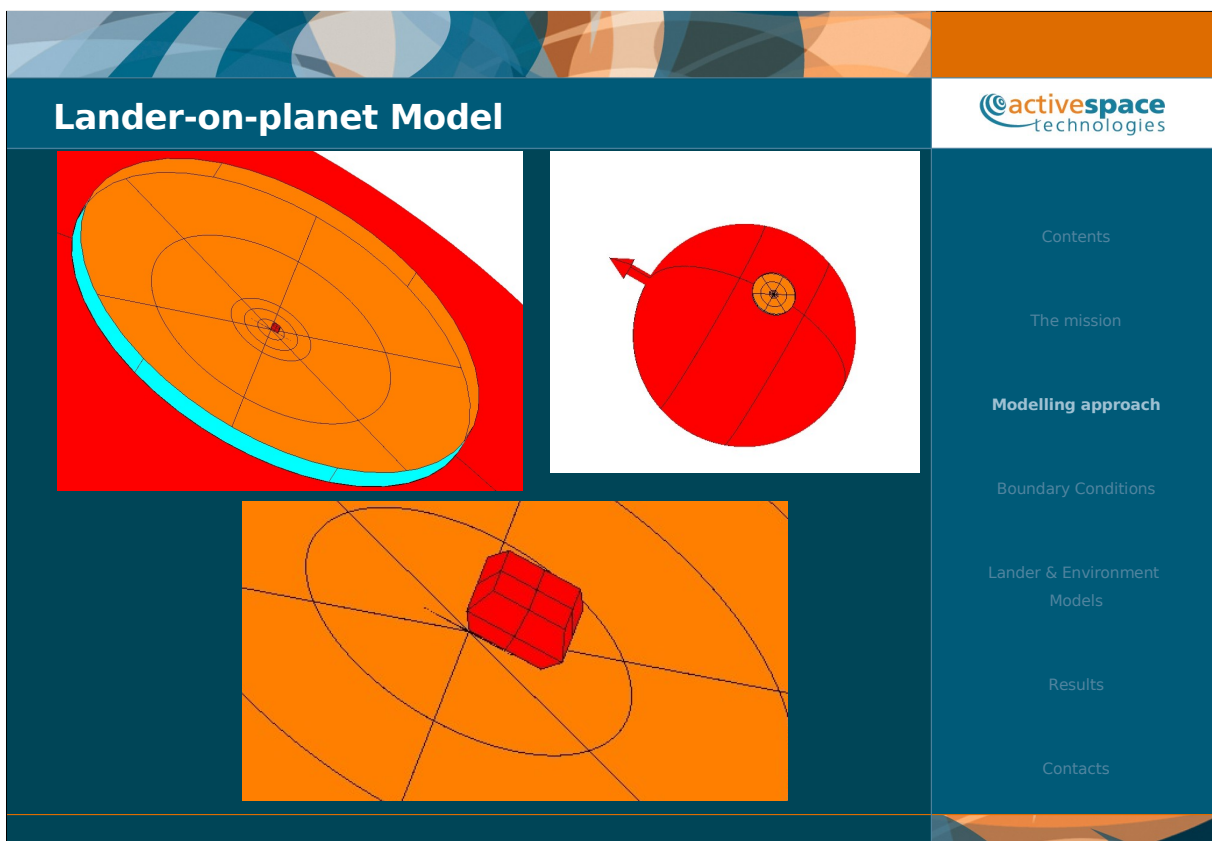 Lander-on-planet Model
activespace
technologies
Contents
The mission
Modelling approach
Boundary Conditions
Lander & Environment
Models
Results
Contacts